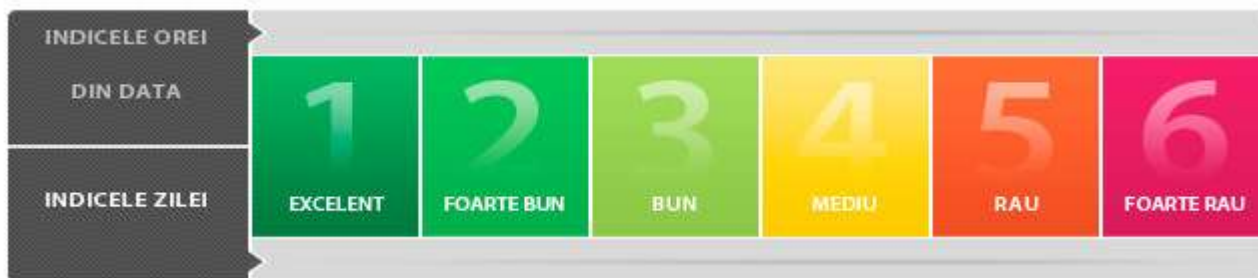 INDICELE OREI
DIN DATA
INDICELE ZILEI
1
EXCELENT
2
FOARTE BUN
3
BUN
4
MEDIU
5
RAU
6
FOARTE RAU